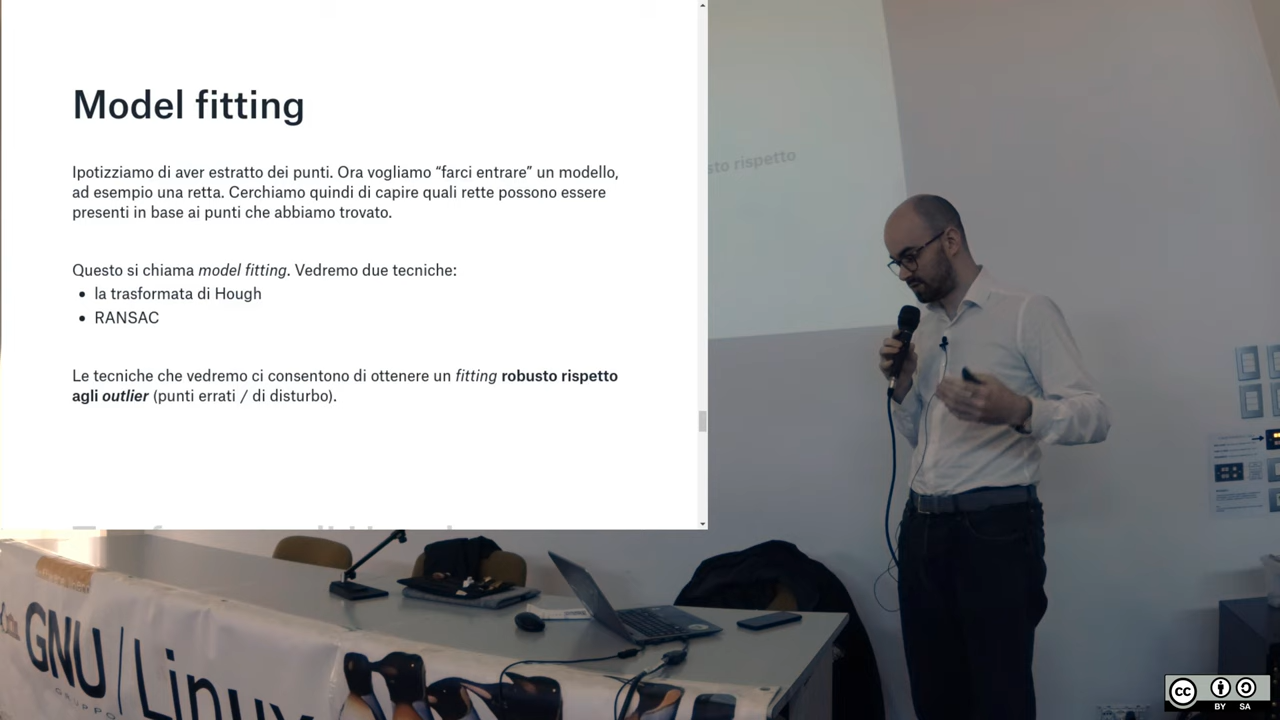 Model fitting
Ipotizziamo di aver estratto dei punti. Ora vogliamo “farci entrare” un modello,
ad esempio una retta. Cerchiamo quindi di capire quali rette possono essere
presenti in base ai punti che abbiamo trovato.
Questo si chiama model fitting. Vedremo due tecniche:
• la trasformata di Hough
• RANSAC
Le tecniche che vedremo ci consentono di ottenere un fitting robusto rispetto
agli outlier (punti errati / di disturbo).
sto rispetto
GNU/Linux
GRUPPO
cc
BY SA